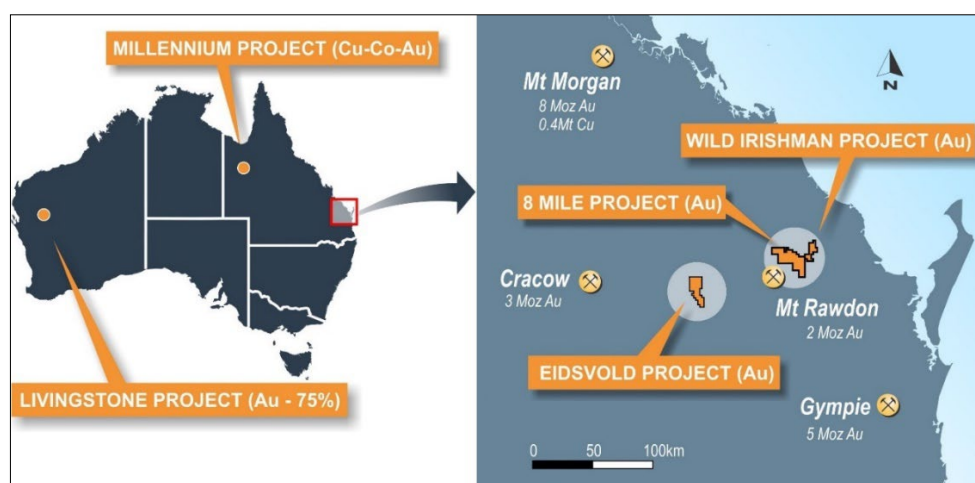 MILLENNIUM PROJECT (Cu-Co-Au)
LIVINGSTONE PROJECT (Au - 75%)
Mt Morgan
8 Moz Au
0.4Mt Cu
N
WILD IRISHMAN PROJECT (Au)
8 MILE PROJECT (Au)
Cracow
3 Moz Au
Mt Rawdon
2 Moz Au
EIDSVOLD PROJECT (Au)
Gympie
5 Moz Au
0 50 100km